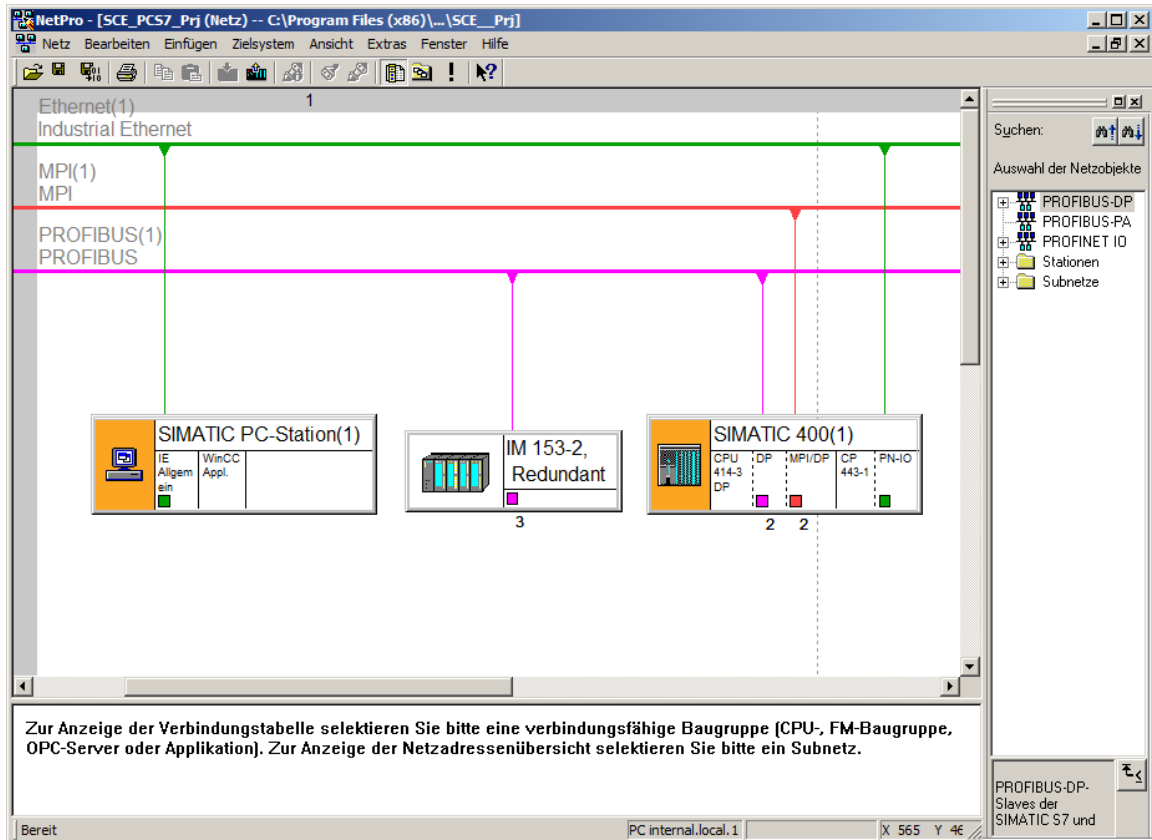 NetPro - [SCE_PCS7_Prj (Netz) -- C:\Program Files (x86)\...\SCE__Prj]
Netz Bearbeiten Einfügen Zielsystem Ansicht Extras Fenster Hilfe
1
Ethernet(1)
Industrial Ethernet
MPI(1)
MPI
PROFIBUS(1)
PROFIBUS
SIMATIC PC-Station(1)
IE Allgem ein
WinCC Appl.
IM 153-2,
Redundant
3
SIMATIC 400(1)
CPU 414-3 DP
DP
MPI/DP
CP 443-1
PN-IO
2 2
Suchen:
Auswahl der Netzobjekte
PROFIBUS-DP
PROFIBUS-PA
PROFINET IO
Stationen
Subnetze
Zur Anzeige der Verbindungstabelle selektieren Sie bitte eine verbindungsfähige Baugruppe (CPU-, FM-Baugruppe,
OPC-Server oder Applikation). Zur Anzeige der Netzadressenübersicht selektieren Sie bitte ein Subnetz.
PROFIBUS-DP-
Slaves der
SIMATIC S7 und
Bereit
PC internal.local.1
X 565 Y 46